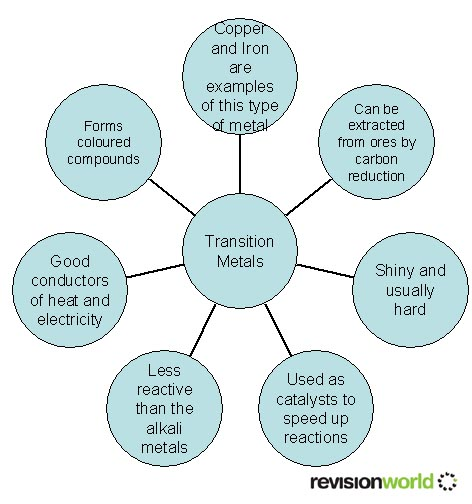 Copper
and Iron
are
examples
of this type
of metal
Can be
extracted
from ores by
carbon
reduction
Shiny and
usually
hard
Used as
catalysts to
speed up
reactions
Less
reactive
than the
alkali
metals
Good
conductors
of heat and
electricity
Forms
coloured
compounds
Transition
Metals
revisionworld